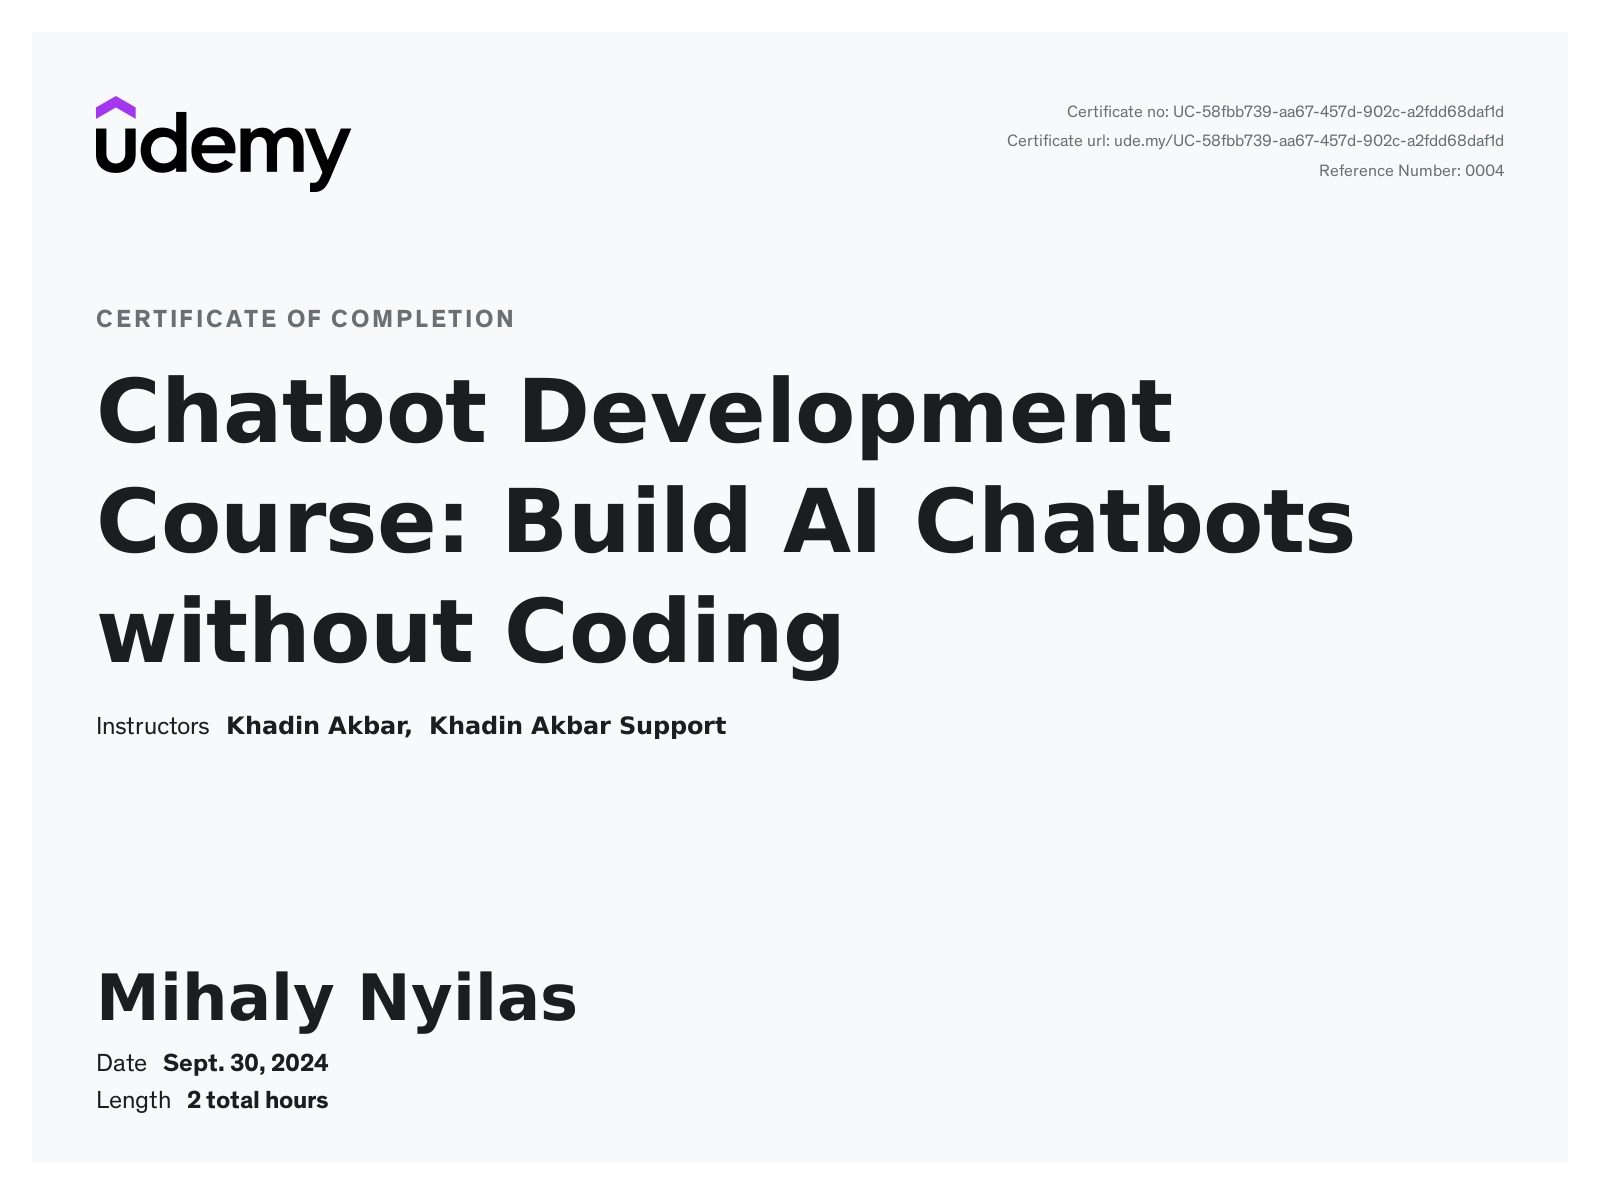 udemy
Certificate no: UC-58fbb739-aa67-457d-902c-a2fdd68daf1d
Certificate url: ude.my/UC-58fbb739-aa67-457d-902c-a2fdd68daf1d
Reference Number: 0004
CERTIFICATE OF COMPLETION
Chatbot Development
Course: Build AI Chatbots
without Coding
Instructors Khadin Akbar, Khadin Akbar Support
Mihaly Nyilas
Date Sept. 30, 2024
Length 2 total hours